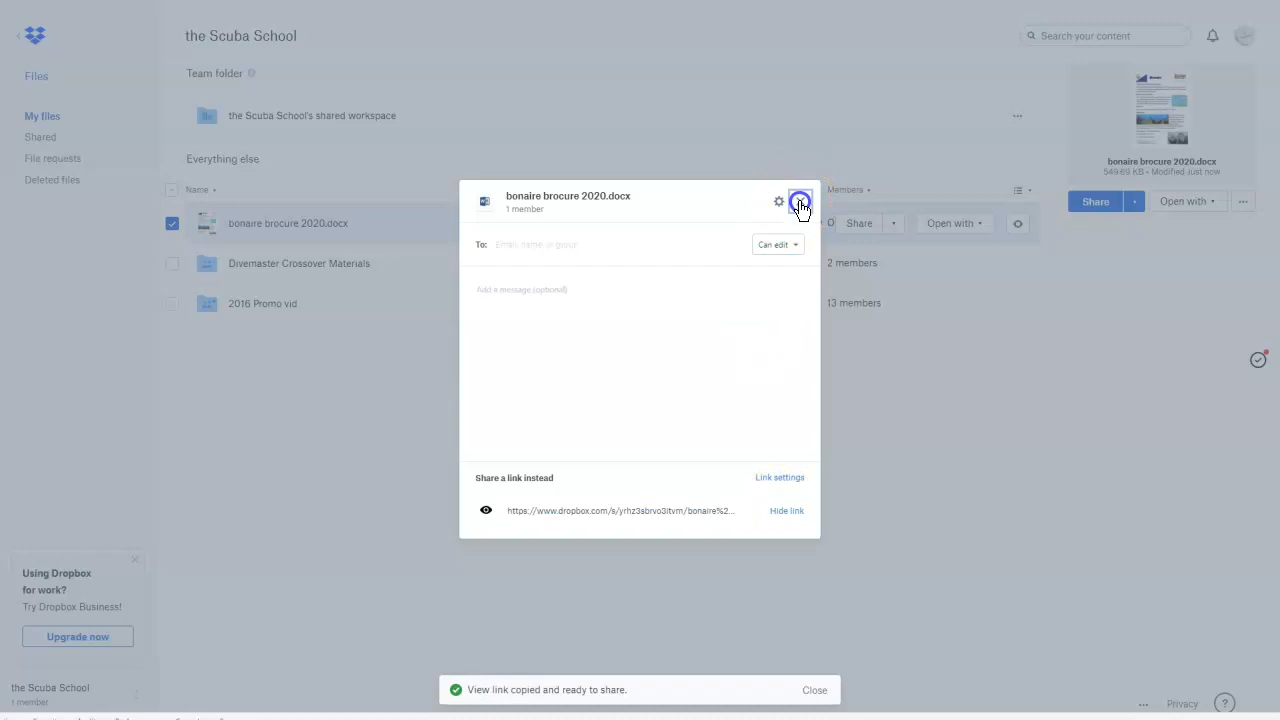 the Scuba School
Search your content
Files
Team folder
My files
the Scuba School's shared workspace
Shared
File requests
Everything else
Deleted files
Name
Members
bonaire brocure 2020.docx
549.69 KB • Modified Just now
Share
Open with
bonaire brocure 2020.docx
Share
Open with
Divemaster Crossover Materials
2 members
2016 Promo vid
13 members
bonaire brocure 2020.docx
1 member
To: Email, name, or group
Can edit
Add a message (optional)
Share a link instead
Link settings
https://www.dropbox.com/s/yrhz3sbrvo3itvm/bonaire%2...
Hide link
Using Dropbox
for work?
Try Dropbox Business!
Upgrade now
the Scuba School
1 member
View link copied and ready to share.
Close
Privacy